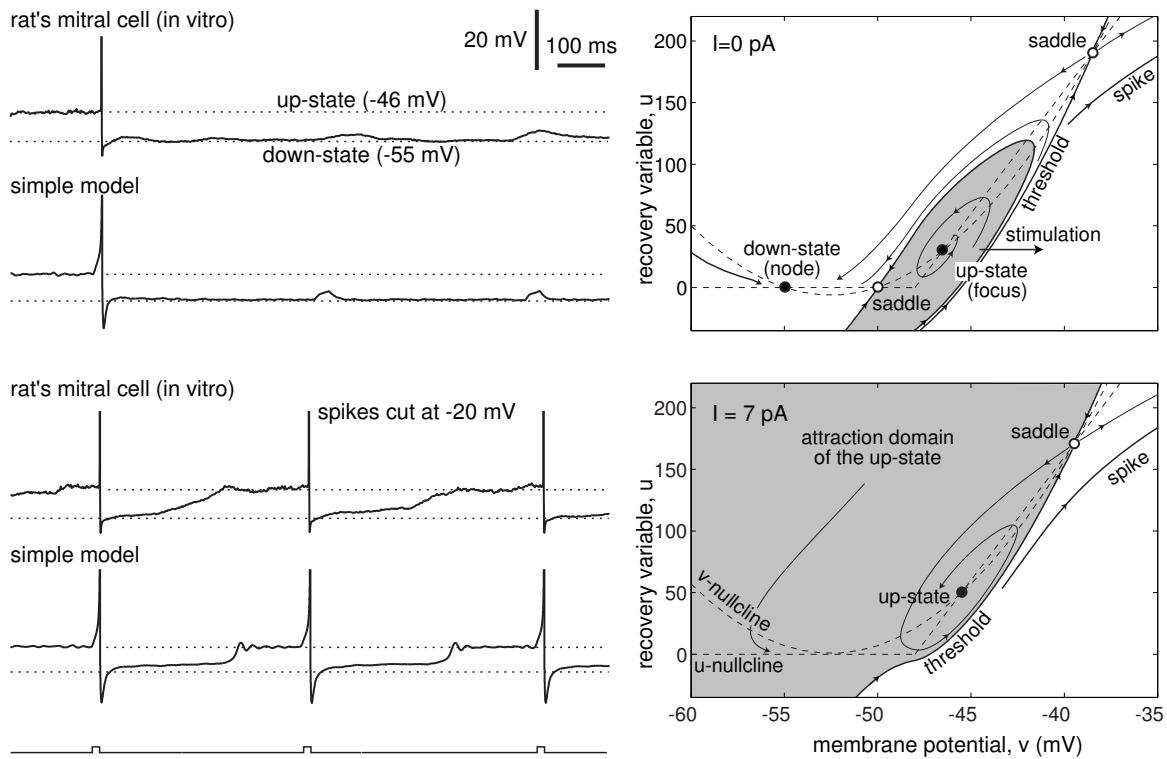 rat's mitral cell (in vitro)
20 mV
100 ms
up-state (-46 mV)
down-state (-55 mV)
simple model
rat's mitral cell (in vitro)
spikes cut at -20 mV
simple model
I=0 pA
saddle
spike
threshold
stimulation
down-state
(node)
up-state
(focus)
saddle
200
150
100
50
0
recovery variable, u
I = 7 pA
attraction domain
of the up-state
saddle
spike
v-nullcline
up-state
threshold
u-nullcline
200
150
100
50
0
recovery variable, u
-60 -55 -50 -45 -40 -35
membrane potential, v (mV)